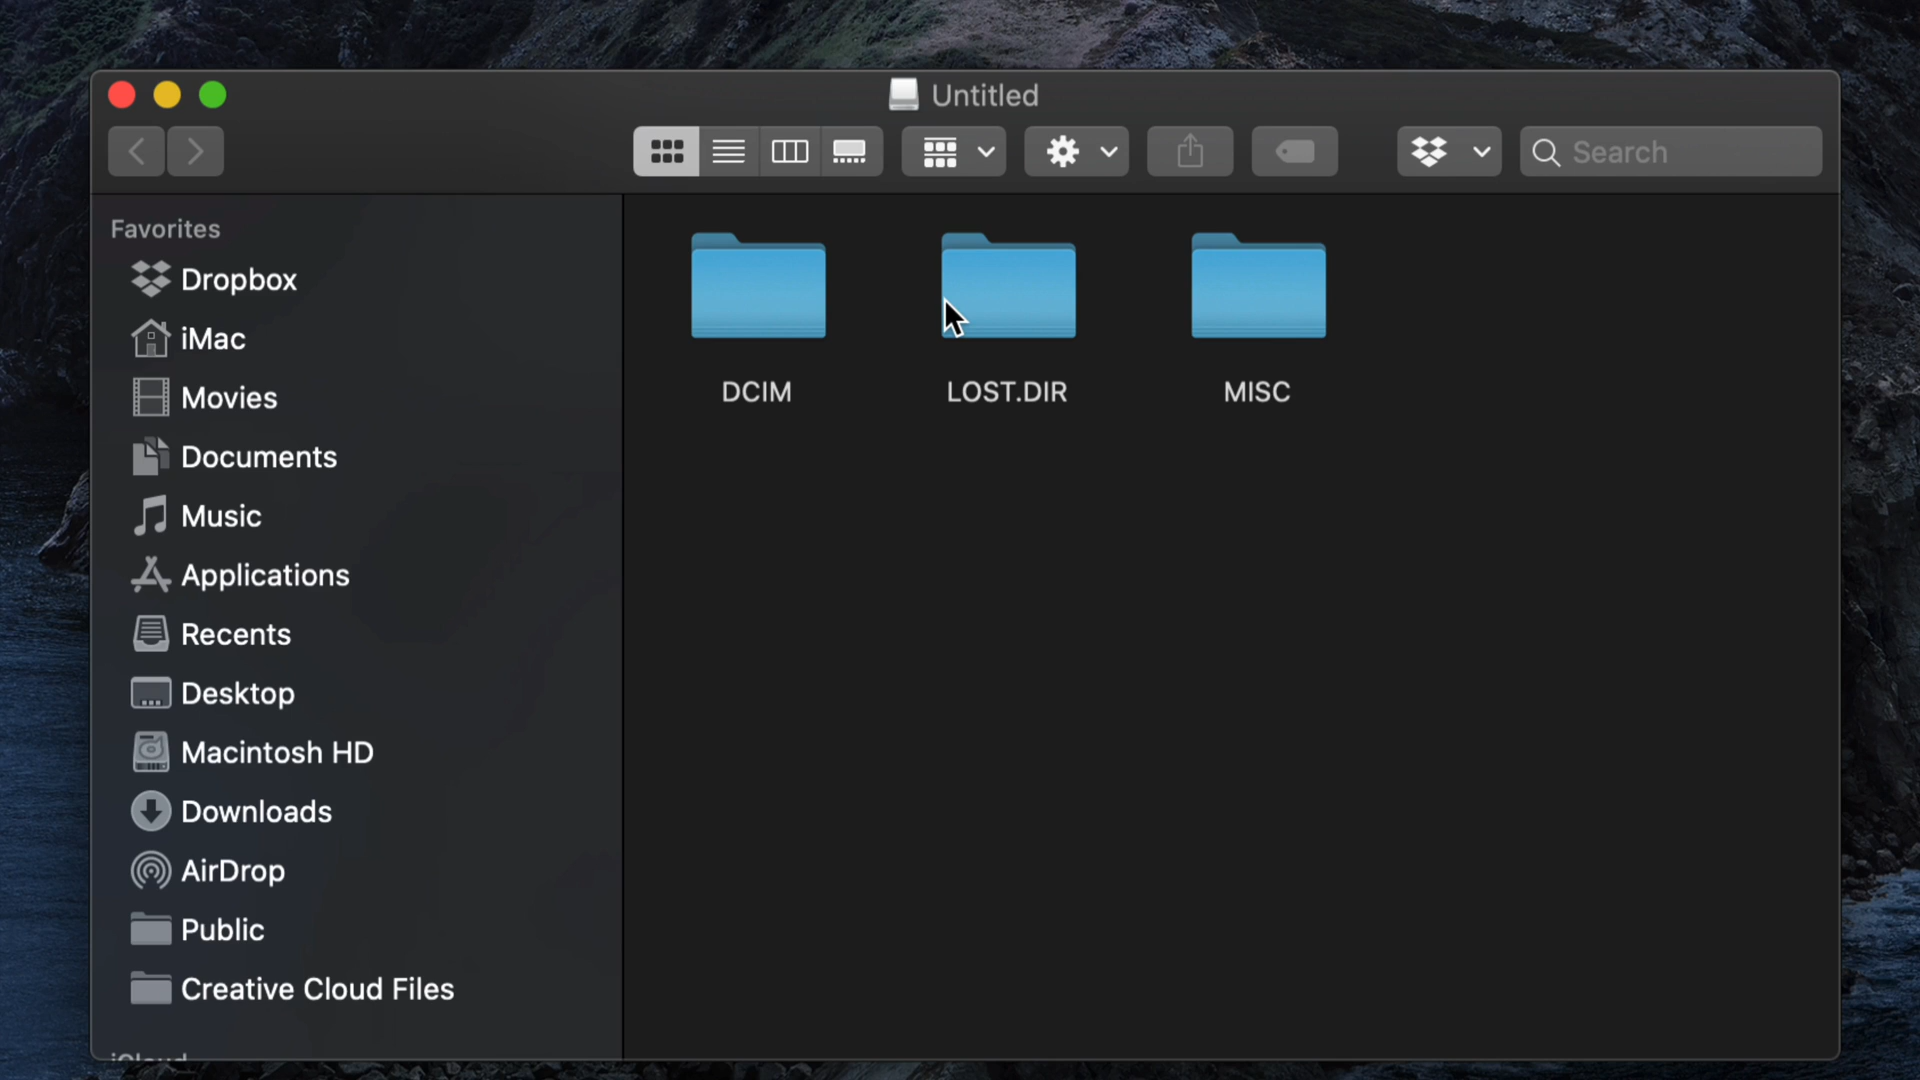 Untitled
Search
Favorites
Dropbox
iMac
Movies
Documents
Music
Applications
Recents
Desktop
Macintosh HD
Downloads
AirDrop
Public
Creative Cloud Files
iCloud
DCIM
LOST.DIR
MISC